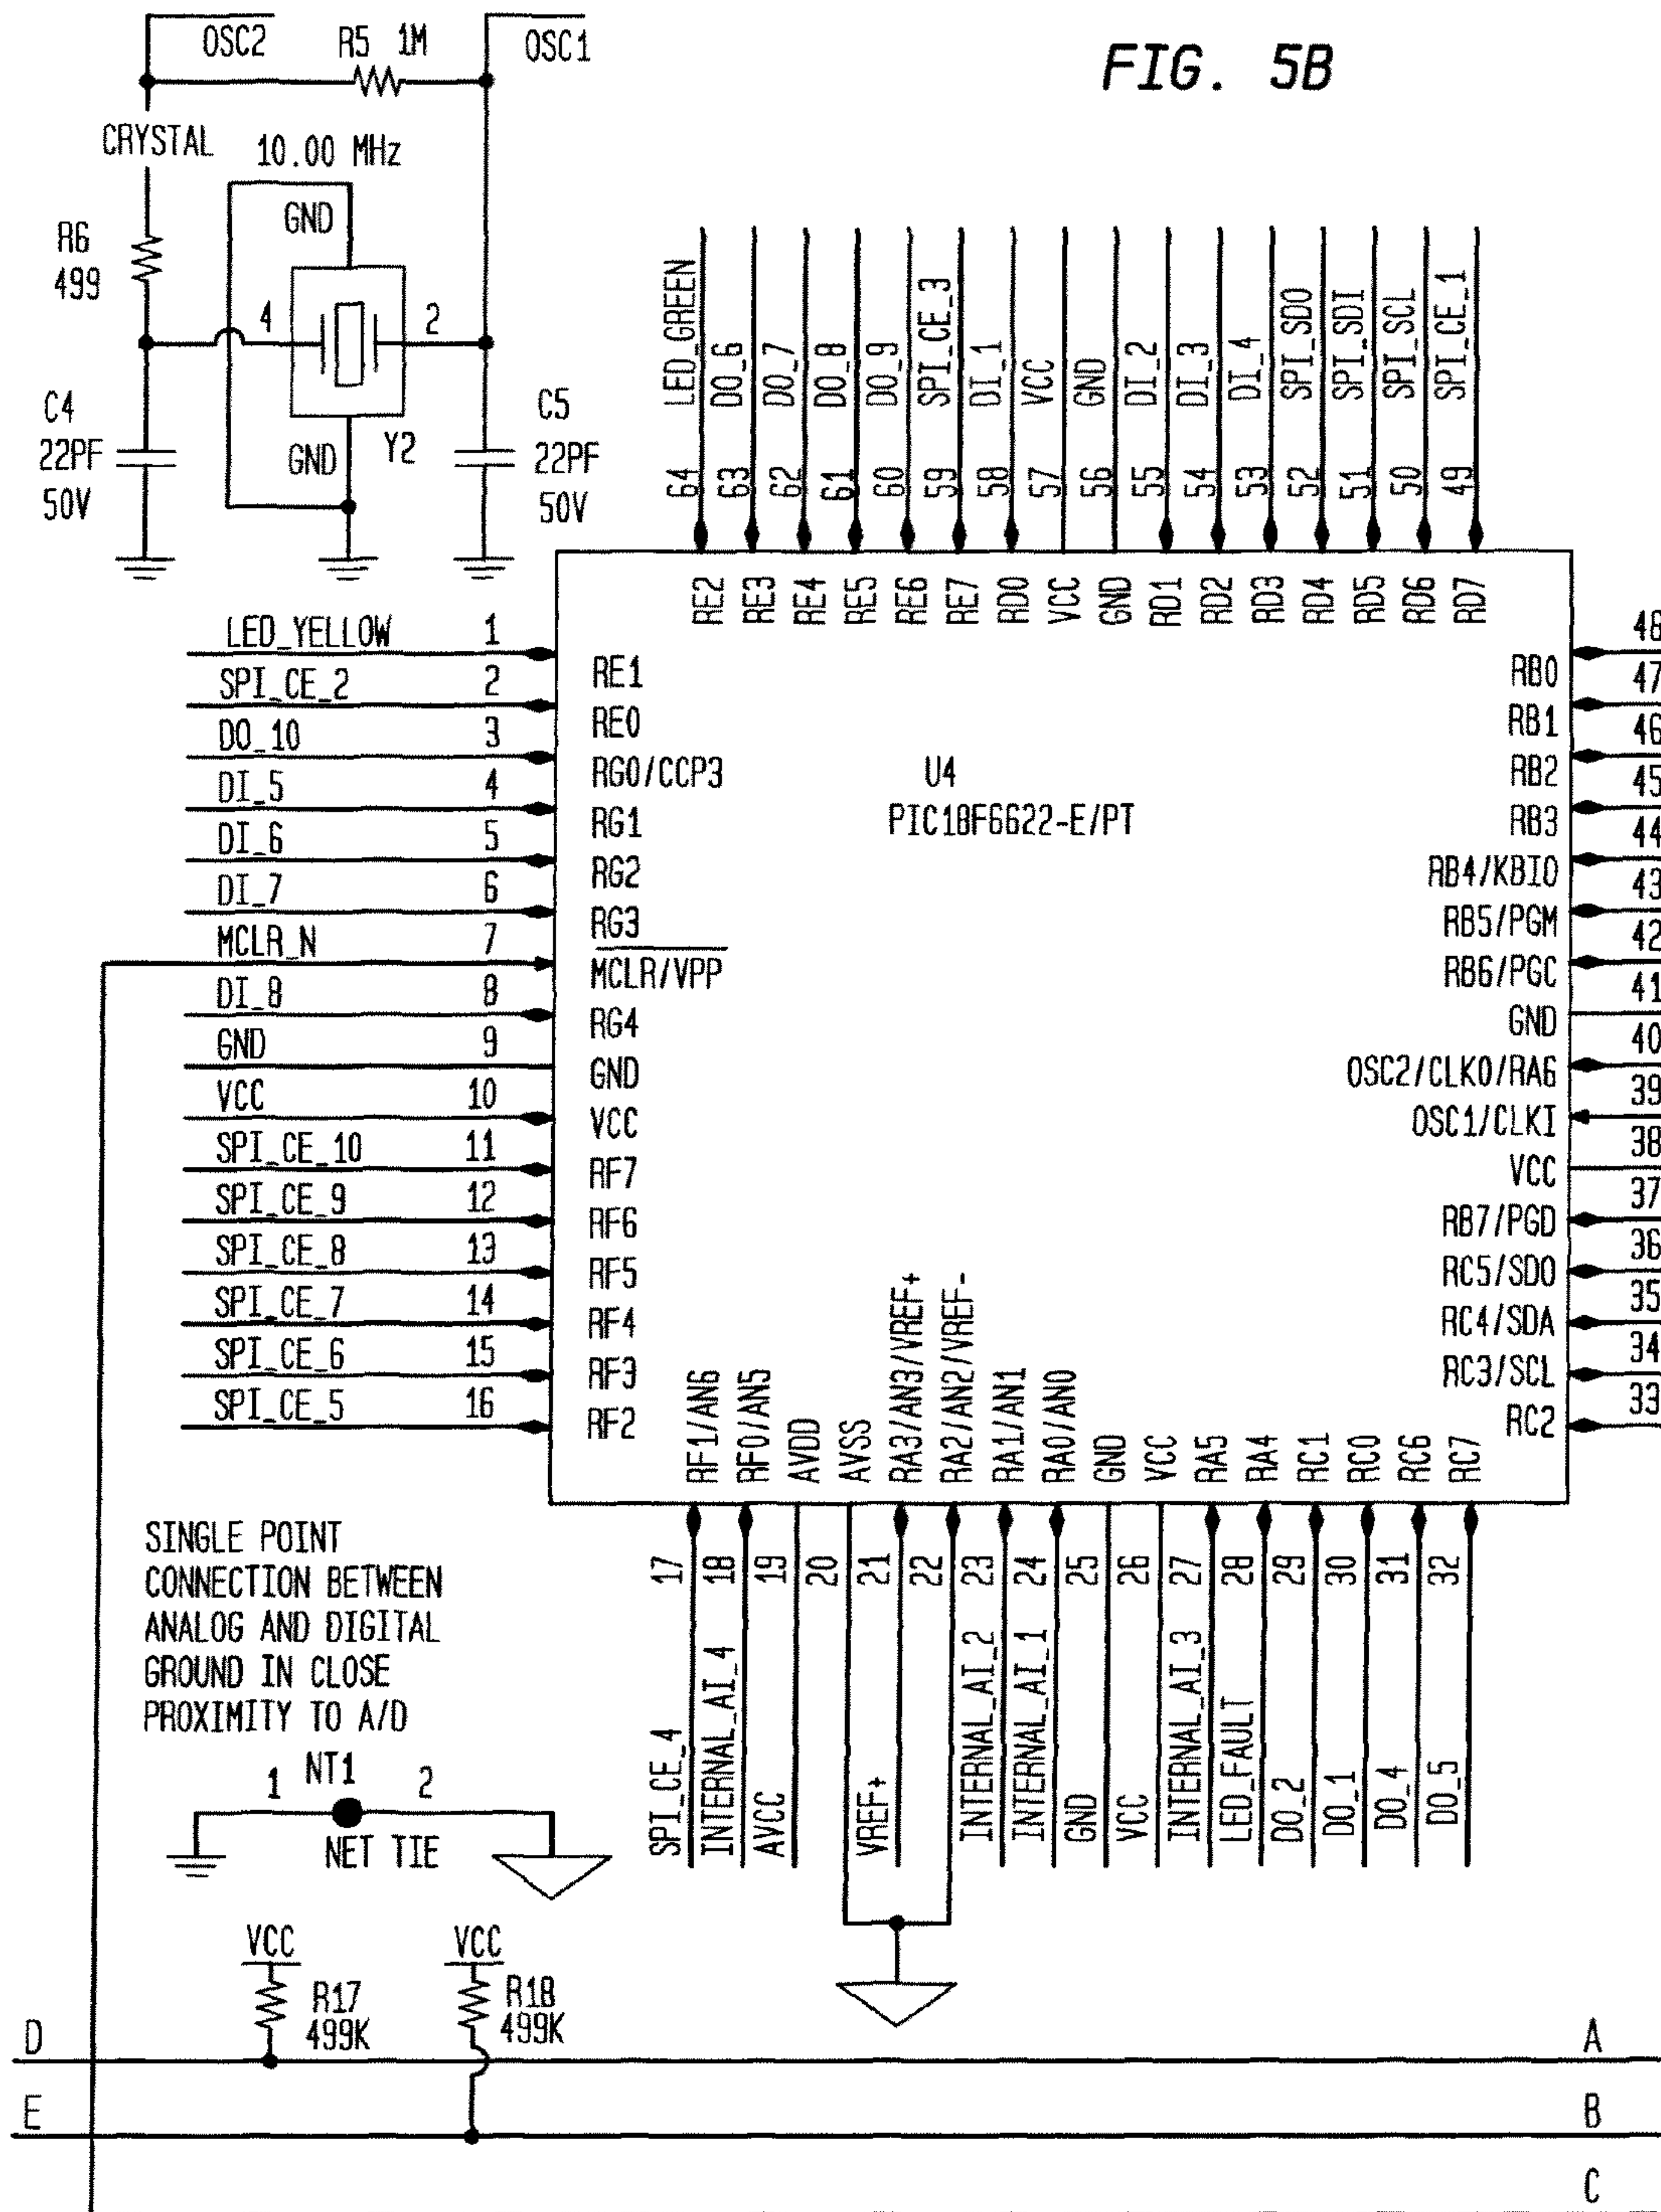 FIG. 5B
OSC2
R5 1M
OSC1
CRYSTAL
10.00 MHz
GND
R6
499
4
2
C4
22PF
50V
GND
Y2
C5
22PF
50V
LED_GREEN
DO_6
DO_7
DO_8
DO_9
SPI_CE_3
DI_1
VCC
GND
DI_2
DI_3
DI_4
SPI_SDO
SPI_SDI
SPI_SCL
SPI_CE_1
64 63 62 61 60 59 58 57 56 55 54 53 52 51 50 49
RE2 RE3 RE4 RE5 RE6 RE7 RD0 VCC GND RD1 RD2 RD3 RD4 RD5 RD6 RD7
LED_YELLOW 1 RE1
SPI_CE_2 2 RE0
DO_10 3 RG0/CCP3
DI_5 4 RG1
DI_6 5 RG2
DI_7 6 RG3
MCLR_N 7 MCLR/VPP
DI_8 8 RG4
GND 9 GND
VCC 10 VCC
SPI_CE_10 11 RF7
SPI_CE_9 12 RF6
SPI_CE_8 13 RF5
SPI_CE_7 14 RF4
SPI_CE_6 15 RF3
SPI_CE_5 16 RF2
U4
PIC18F6622-E/PT
RB0 48
RB1 47
RB2 46
RB3 45
RB4/KBI0 44
RB5/PGM 43
RB6/PGC 42
GND 41
OSC2/CLKO/RA6 40
OSC1/CLKI 39
VCC 38
RB7/PGD 37
RC5/SDO 36
RC4/SDA 35
RC3/SCL 34
RC2 33
RF1/AN6 RF0/AN5 AVDD AVSS RA3/AN3/VREF+ RA2/AN2/VREF- RA1/AN1 RA0/AN0 GND VCC RA5 RA4 RC1 RC0 RC6 RC7
17 18 19 20 21 22 23 24 25 26 27 28 29 30 31 32
SPI_CE_4
INTERNAL_AI_4
AVCC
VREF+
INTERNAL_AI_2
INTERNAL_AI_1
GND
VCC
INTERNAL_AI_3
LED_FAULT
DO_2
DO_1
DO_4
DO_5
SINGLE POINT
CONNECTION BETWEEN
ANALOG AND DIGITAL
GROUND IN CLOSE
PROXIMITY TO A/D
1 NT1 2
NET TIE
VCC
R17
499K
VCC
R18
499K
D
A
E
B
C